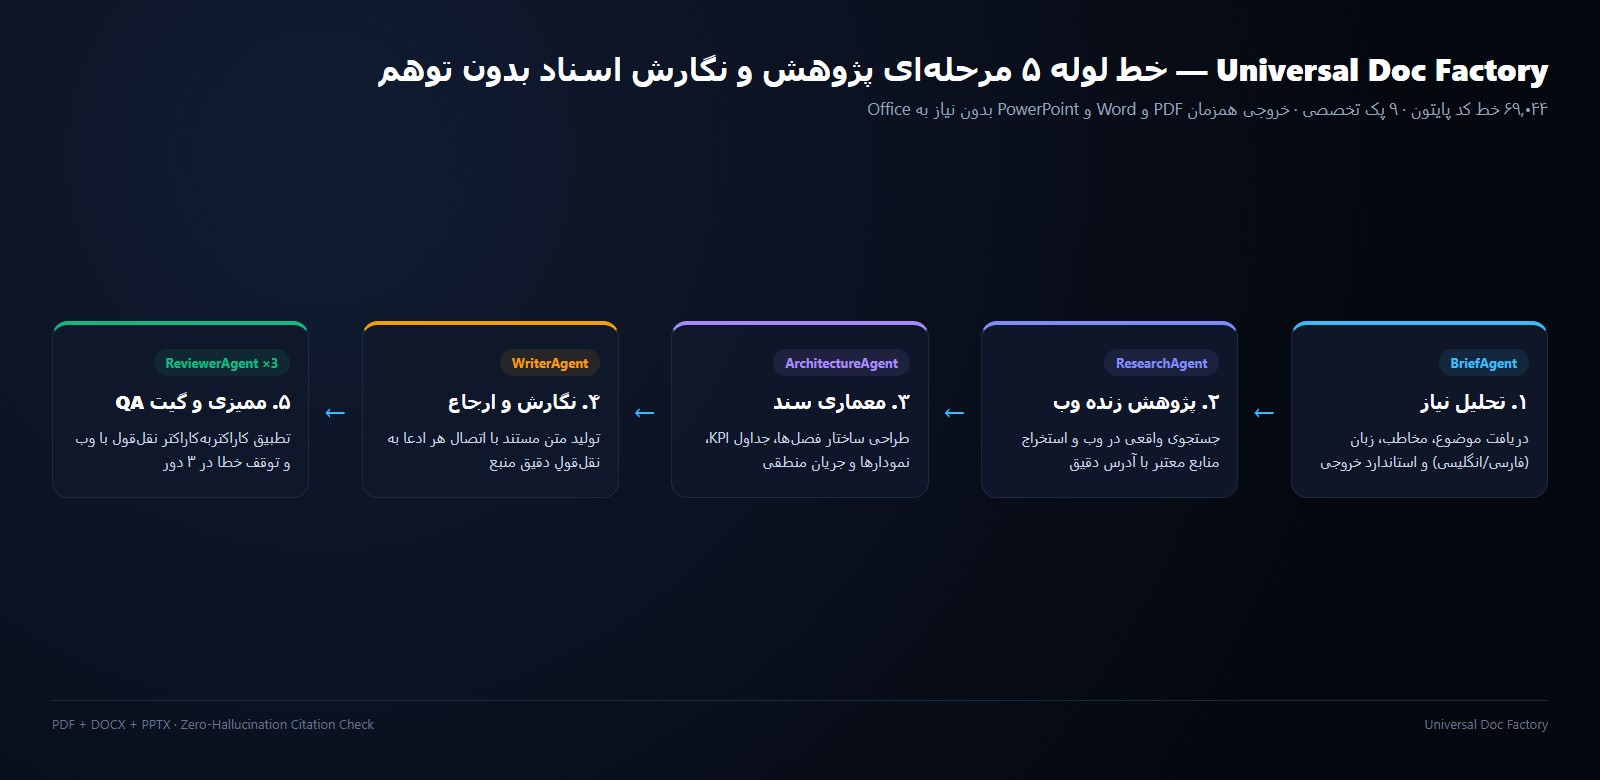 Universal Doc Factory — خط لوله ۵ مرحله‌ای پژوهش و نگارش اسناد بدون توهم
۶۹,۰۴۴ خط کد پایتون · ۹۰ پک تخصصی · خروجی همزمان PDF و Word و PowerPoint بدون نیاز به Office
BriefAgent
۱. تحلیل نیاز
دریافت موضوع، مخاطب، زبان
(فارسی/انگلیسی) و استاندارد خروجی
←
ResearchAgent
۲. پژوهش زنده وب
جستجوی واقعی در وب و استخراج
منابع معتبر با آدرس دقیق
←
ArchitectureAgent
۳. معماری سند
طراحی ساختار فصل‌ها، جداول KPI،
نمودارها و جریان منطقی
←
WriterAgent
۴. نگارش و ارجاع
تولید متن مستند با اتصال هر ادعا به
نقل‌قول دقیق منبع
←
ReviewerAgent ×3
۵. ممیزی و گیت QA
تطبیق کاراکتربه‌کاراکتر نقل‌قول با وب
و توقف خطا در ۳ دور
Universal Doc Factory
PDF + DOCX + PPTX · Zero-Hallucination Citation Check